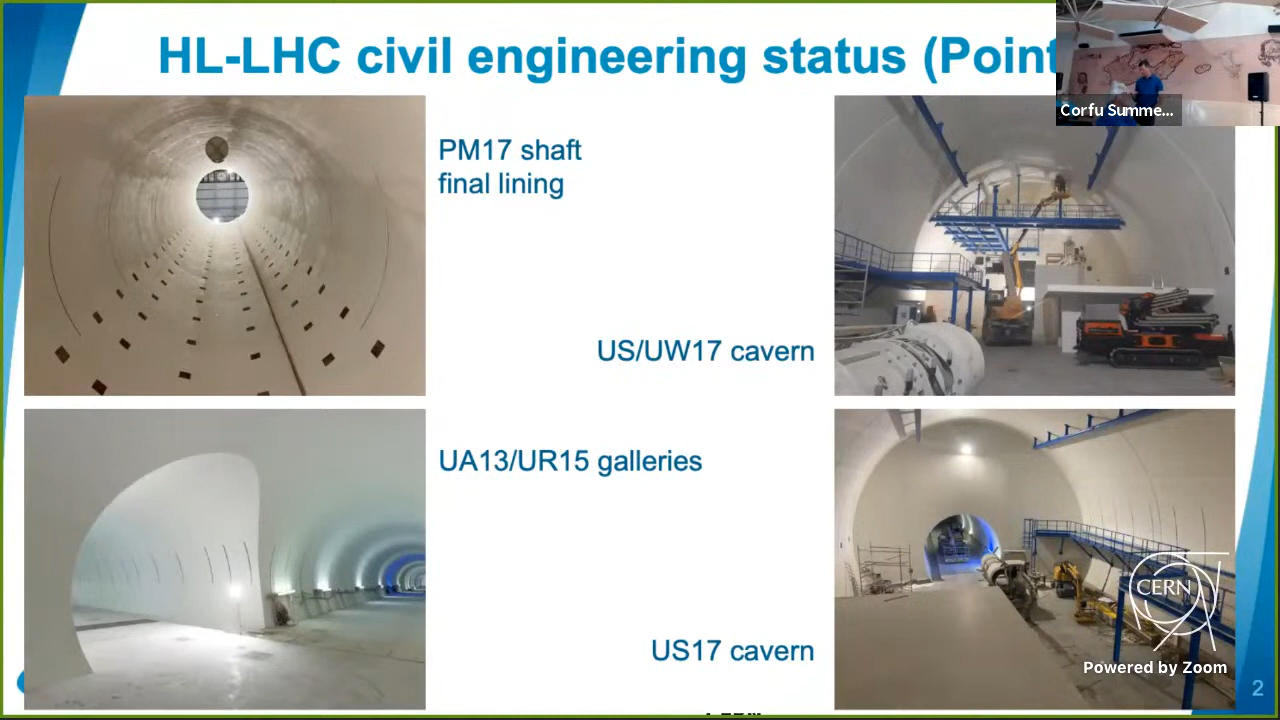 HL-LHC civil engineering status (Point
Corfu Summe...
PM17 shaft
final lining
US/UW17 cavern
UA13/UR15 galleries
US17 cavern
CERN
Powered by Zoom
2